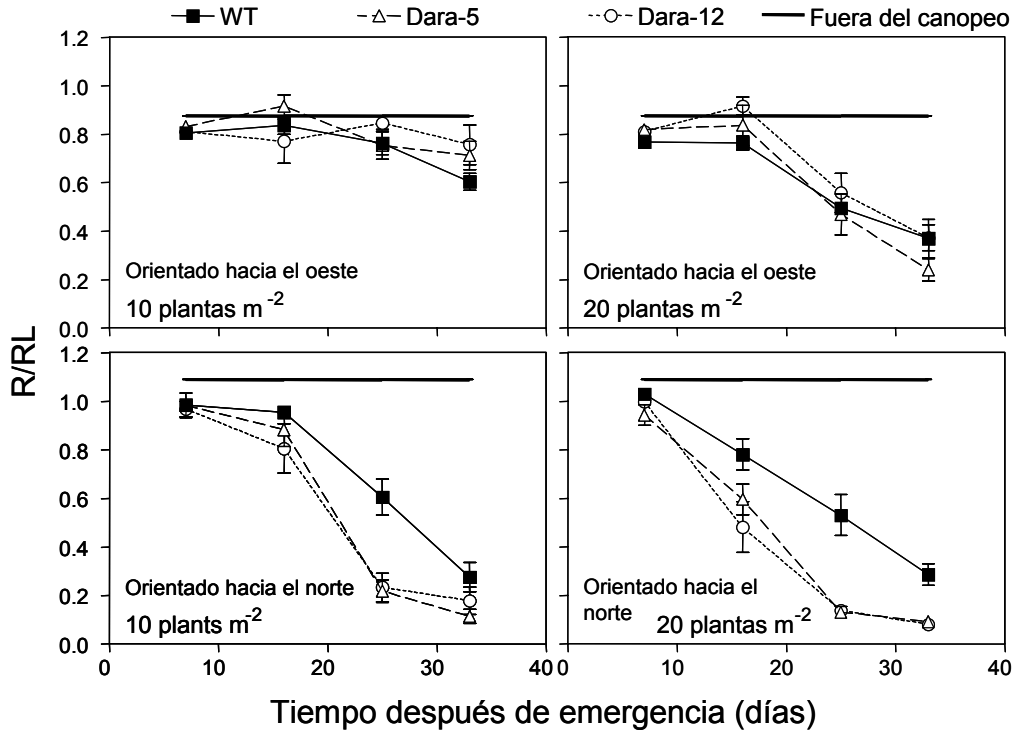 WT Dara-5 Dara-12 Fuera del canopeo
R/RL
1.2
1.0
0.8
0.6
0.4
0.2
0.0
Orientado hacia el oeste
10 plantas m-2
Orientado hacia el oeste
20 plantas m-2
1.2
1.0
0.8
0.6
0.4
0.2
0.0
Orientado hacia el norte
10 plants m-2
Orientado hacia el
norte
20 plantas m-2
0 10 20 30 40 0 10 20 30 40
Tiempo después de emergencia (días)